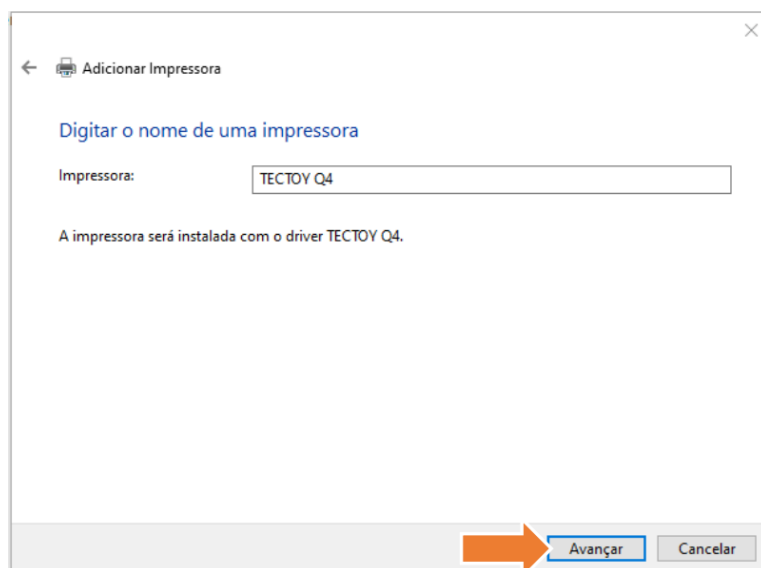 Adicionar Impressora
Digitar o nome de uma impressora
Impressora: TECTOY Q4
A impressora será instalada com o driver TECTOY Q4.
Avançar Cancelar